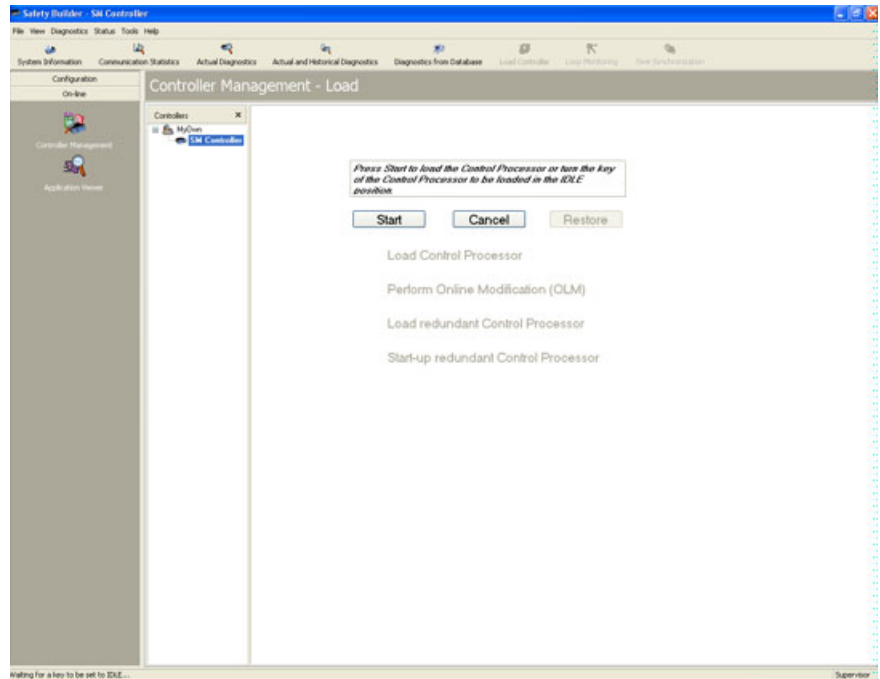 Safety Builder - SM Controller
File View Diagnostics Status Tools Help
System Information Communication Statistics Actual Diagnostics Actual and Historical Diagnostics Diagnostics from Database Load Controller Loop Monitoring Time Synchronization
Configuration
On-line
Controller Management - Load
Controllers
MyOwn
SM Controller
Controller Management
Application Viewer
Press Start to load the Control Processor or turn the key
of the Control Processor to be loaded in the IDLE
position.
Start Cancel Restore
Load Control Processor
Perform Online Modification (OLM)
Load redundant Control Processor
Start-up redundant Control Processor
Waiting for a key to be set to IDLE...
Supervisor